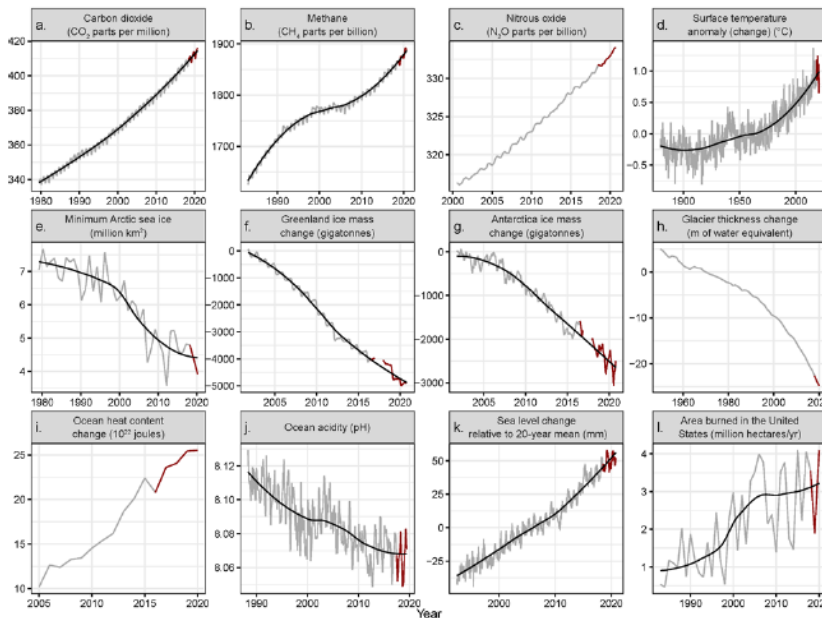 a. Carbon dioxide
(CO₂ parts per million)
420
400
380
360
340
1980 1990 2000 2010 2020
b. Methane
(CH₄ parts per billion)
1900
1800
1700
1990 2000 2010 2020
c. Nitrous oxide
(N₂O parts per billion)
330
320
2000 2005 2010 2015 2020
d. Surface temperature
anomaly (change) (°C)
1.0
0.5
0.0
−0.5
1900 1950 2000
e. Minimum Arctic sea ice
(million km²)
7
6
5
4
1980 1990 2000 2010 2020
f. Greenland ice mass
change (gigatonnes)
0
−1000
−2000
−3000
−4000
−5000
2005 2010 2015 2020
g. Antarctica ice mass
change (gigatonnes)
0
−1000
−2000
−3000
2005 2010 2015 2020
h. Glacier thickness change
(m of water equivalent)
0
−10
−20
1960 1980 2000 2020
i. Ocean heat content
change (10²² joules)
25
20
15
10
2005 2010 2015 2020
j. Ocean acidity (pH)
8.12
8.10
8.08
8.06
1990 2000 2010 2020
k. Sea level change
relative to 20-year mean (mm)
50
25
0
−25
2000 2010 2020
l. Area burned in the United
States (million hectares/yr)
4
3
2
1
0
1990 2000 2010 2020
Year